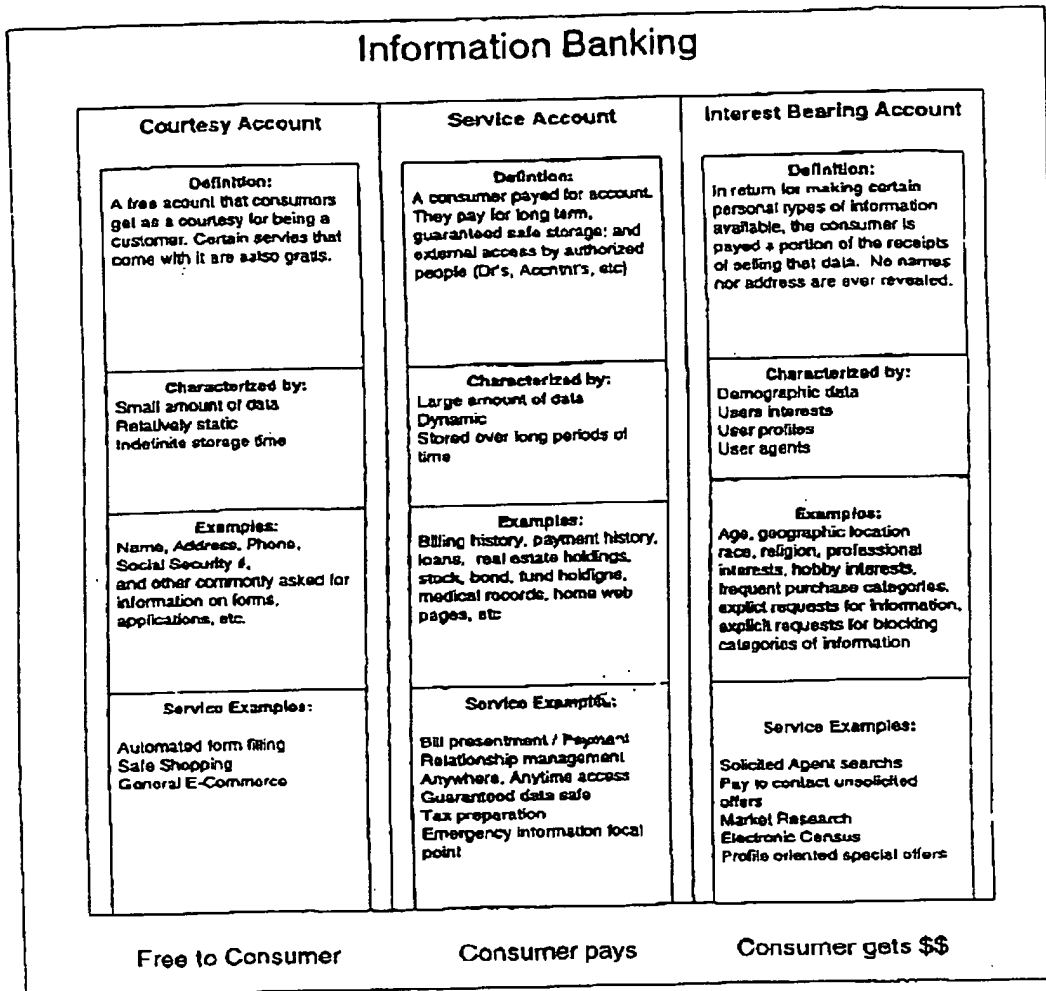 Information Banking
Courtesy Account
Definition:
A free acount that consumers
get as a courtesy for being a
customer. Certain servies that
come with it are aalso gratis.
Characterized by:
Small amount of data
Relatively static
Indefinite storage time
Examples:
Name, Address, Phone,
Social Security #,
and other commonly asked for
information on forms,
applications, etc.
Service Examples:
Automated form filling
Safe Shopping
General E-Commerce
Free to Consumer
Service Account
Defintion:
A consumer payed for account.
They pay for long term,
guaranteed safe storage; and
external access by authorized
people (Dr's, Accntnt's, etc)
Characterized by:
Large amount of data
Dynamic
Stored over long periods of
time
Examples:
Billing history, payment history,
loans, real estate holdings,
stock, bond, fund holdigns,
medical records, home web
pages, etc
Service Examples:
Bill presentment / Payment
Relationship management
Anywhere, Anytime access
Guaranteed data safe
Tax preparation
Emergency information focal
point
Consumer pays
Interest Bearing Account
Definition:
In return for making certain
personal types of information
available, the consumer is
payed a portion of the receipts
of selling that data. No names
nor address are ever revealed.
Characterized by:
Demographic data
Users interests
User profiles
User agents
Examples:
Age, geographic location
race, religion, professional
interests, hobby interests,
frequent purchase categories,
explict requests for information,
explicit requests for blocking
categories of information
Service Examples:
Solicited Agent searchs
Pay to contact unsolicited
offers
Market Research
Electronic Census
Profile oriented special offers
Consumer gets $$